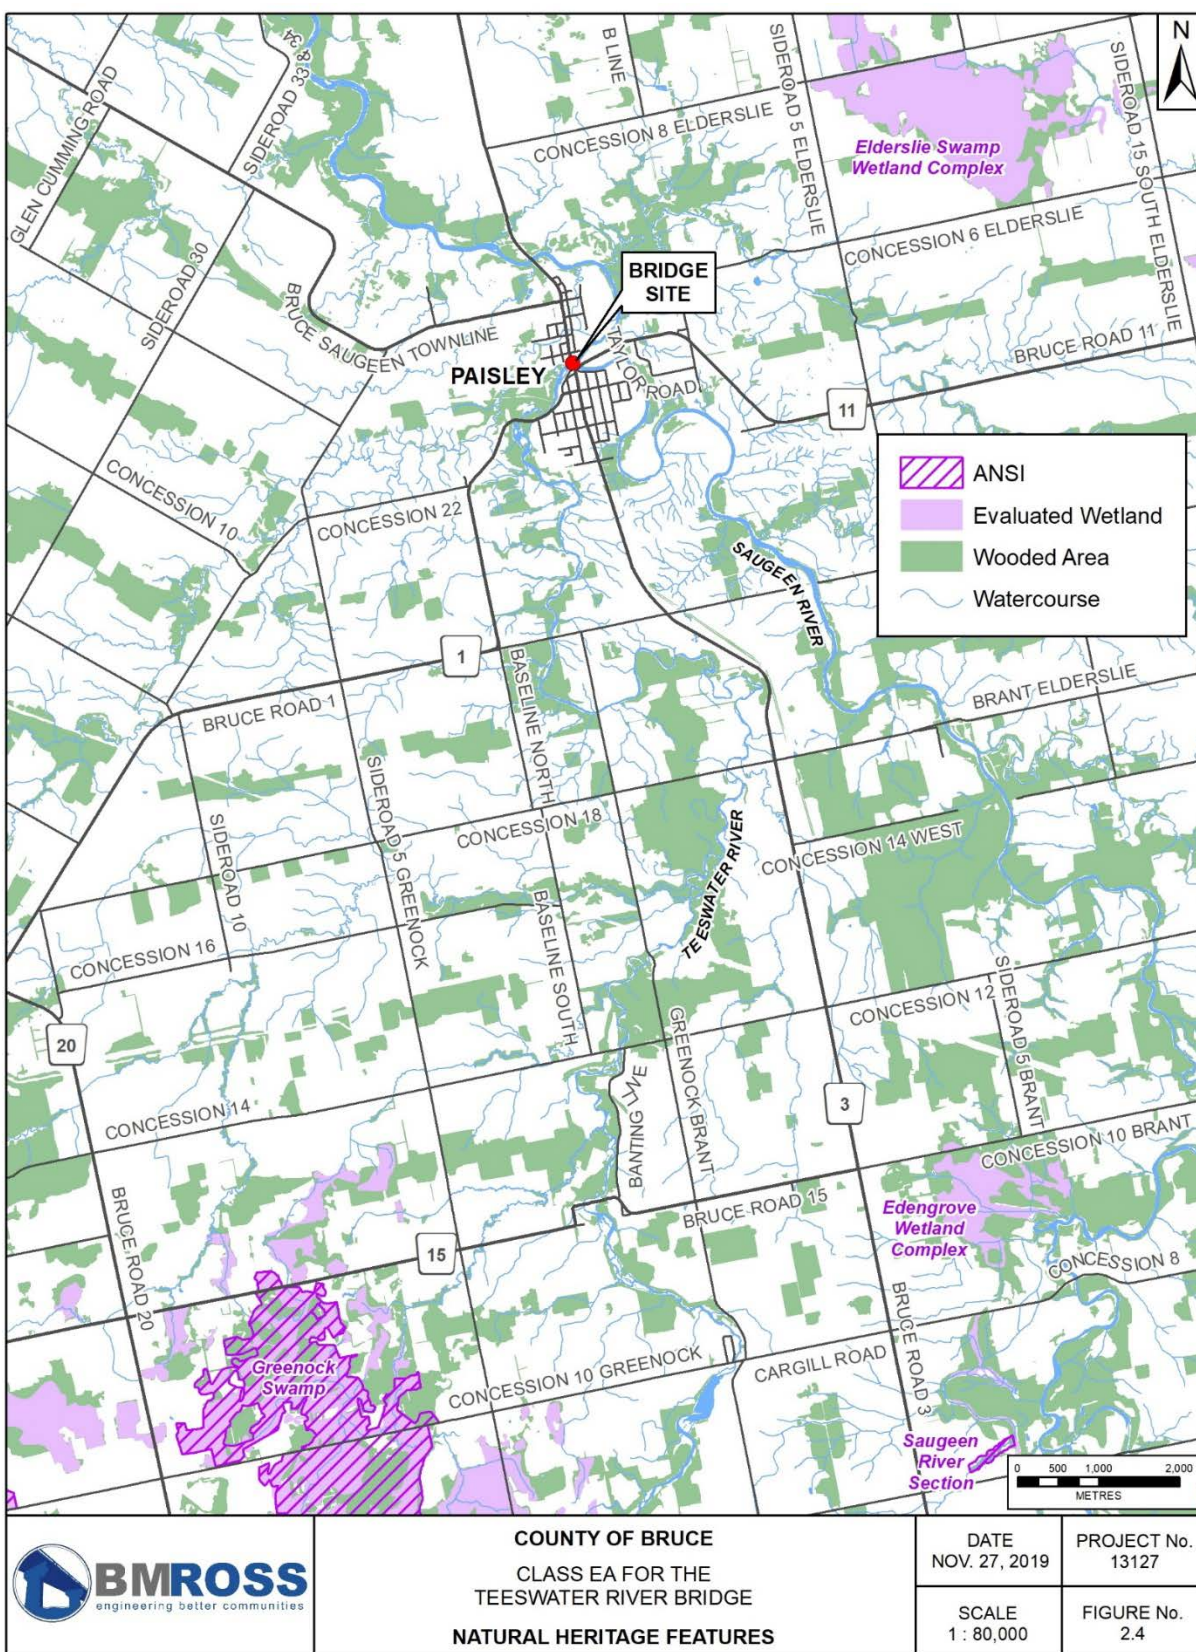 N
SIDEROAD 33 & 34
B LINE
SIDEROAD 5 ELDERSLIE
SIDEROAD 15 SOUTH ELDERSLIE
GLEN CUMMING ROAD
CONCESSION 8 ELDERSLIE
Elderslie Swamp
Wetland Complex
SIDEROAD 30
CONCESSION 6 ELDERSLIE
BRIDGE
SITE
BRUCE SAUGEEN TOWNLINE
TAYLOR ROAD
BRUCE ROAD 11
PAISLEY
11
ANSI
Evaluated Wetland
Wooded Area
Watercourse
CONCESSION 10
CONCESSION 22
SAUGEEN RIVER
1
BRUCE ROAD 1
BASELINE NORTH
BRANT ELDERSLIE
SIDEROAD 5 GREENOCK
SIDEROAD 10
CONCESSION 18
TEESWATER RIVER
CONCESSION 14 WEST
BASELINE SOUTH
CONCESSION 16
SIDEROAD 5 BRANT
CONCESSION 12
20
GREENOCK BRANT
BANTING AVE
3
CONCESSION 14
CONCESSION 10 BRANT
BRUCE ROAD 20
BRUCE ROAD 15
15
Edengrove
Wetland
Complex
CONCESSION 8
BRUCE ROAD 3
Greenock
Swamp
CONCESSION 10 GREENOCK
CARGILL ROAD
Saugeen
River
Section
0 500 1,000 2,000
METRES
BMROSS
engineering better communities
COUNTY OF BRUCE
CLASS EA FOR THE
TEESWATER RIVER BRIDGE
NATURAL HERITAGE FEATURES
DATE
NOV. 27, 2019
PROJECT No.
13127
SCALE
1 : 80,000
FIGURE No.
2.4